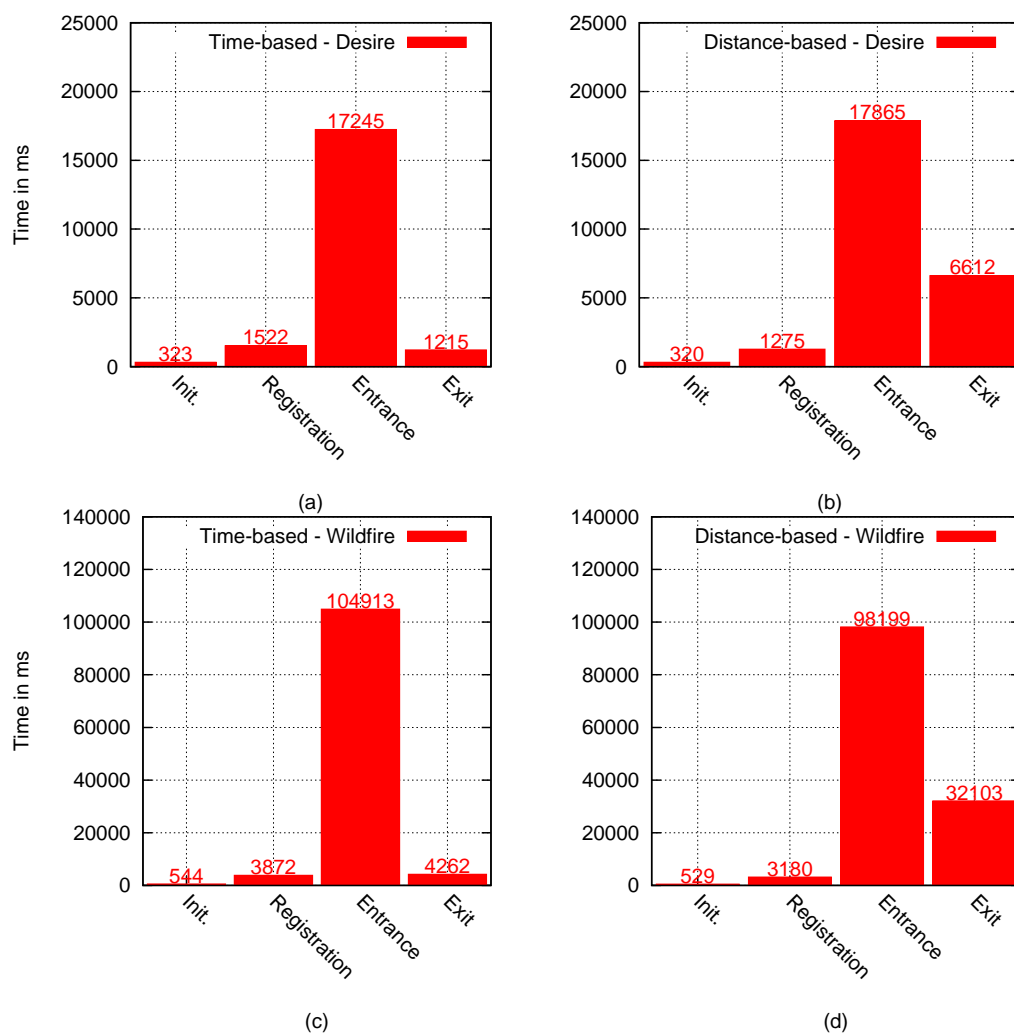 25000
20000
15000
10000
5000
0
Time in ms
Time-based - Desire
323
1522
17245
1215
Init.
Registration
Entrance
Exit
(a)
25000
20000
15000
10000
5000
0
Distance-based - Desire
320
1275
17865
6612
Init.
Registration
Entrance
Exit
(b)
140000
120000
100000
80000
60000
40000
20000
0
Time in ms
Time-based - Wildfire
544
3872
104913
4262
Init.
Registration
Entrance
Exit
(c)
140000
120000
100000
80000
60000
40000
20000
0
Distance-based - Wildfire
529
3180
98199
32103
Init.
Registration
Entrance
Exit
(d)